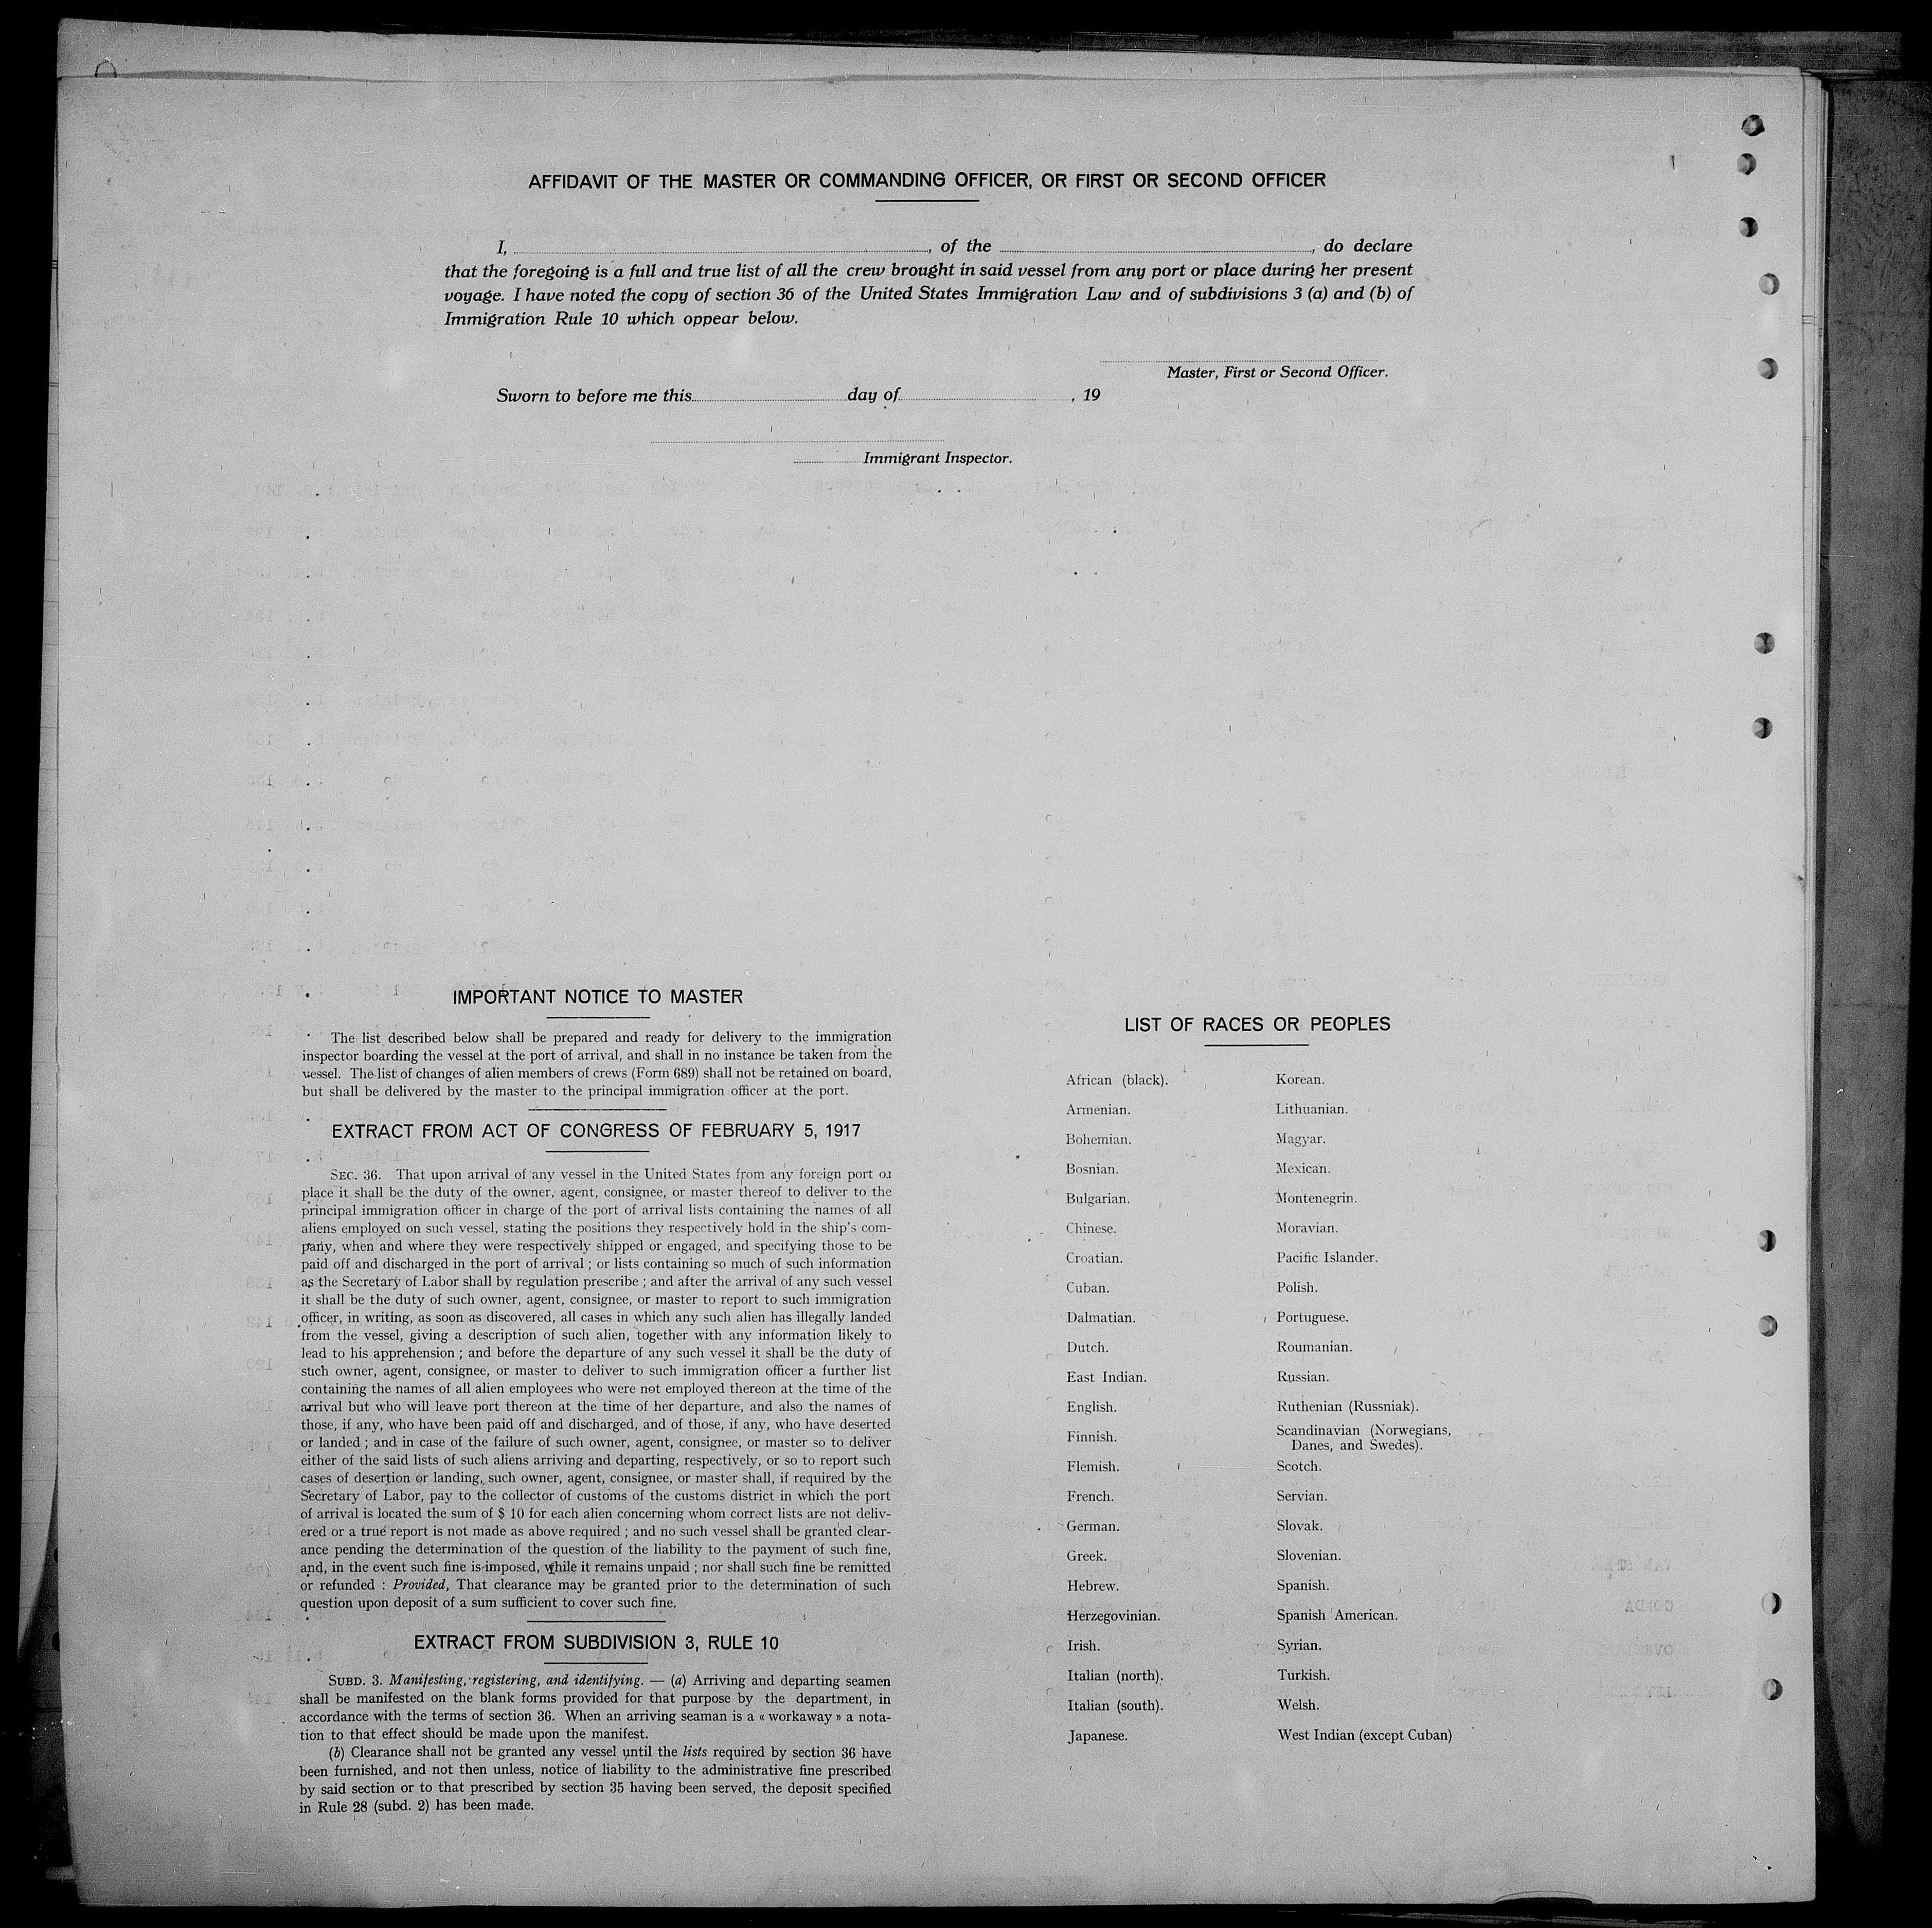 AFFIDAVIT OF THE MASTER OR COMMANDING OFFICER, OR FIRST OR SECOND OFFICER
I, , of the , do declare
that the foregoing is a full and true list of all the crew brought in said vessel from any port or place during her present
voyage. I have noted the copy of section 36 of the United States Immigration Law and of subdivisions 3 (a) and (b) of
Immigration Rule 10 which oppear below.
Master, First or Second Officer.
Sworn to before me this day of , 19
Immigrant Inspector.
IMPORTANT NOTICE TO MASTER
The list described below shall be prepared and ready for delivery to the immigration
inspector boarding the vessel at the port of arrival, and shall in no instance be taken from the
vessel. The list of changes of alien members of crews (Form 689) shall not be retained on board,
but shall be delivered by the master to the principal immigration officer at the port.
EXTRACT FROM ACT OF CONGRESS OF FEBRUARY 5, 1917
SEC. 36. That upon arrival of any vessel in the United States from any foreign port or
place it shall be the duty of the owner, agent, consignee, or master thereof to deliver to the
principal immigration officer in charge of the port of arrival lists containing the names of all
aliens employed on such vessel, stating the positions they respectively hold in the ship's com-
pany, when and where they were respectively shipped or engaged, and specifying those to be
paid off and discharged in the port of arrival ; or lists containing so much of such information
as the Secretary of Labor shall by regulation prescribe ; and after the arrival of any such vessel
it shall be the duty of such owner, agent, consignee, or master to report to such immigration
officer, in writing, as soon as discovered, all cases in which any such alien has illegally landed
from the vessel, giving a description of such alien, together with any information likely to
lead to his apprehension ; and before the departure of any such vessel it shall be the duty of
such owner, agent, consignee, or master to deliver to such immigration officer a further list
containing the names of all alien employees who were not employed thereon at the time of the
arrival but who will leave port thereon at the time of her departure, and also the names of
those, if any, who have been paid off and discharged, and of those, if any, who have deserted
or landed ; and in case of the failure of such owner, agent, consignee, or master so to deliver
either of the said lists of such aliens arriving and departing, respectively, or so to report such
cases of desertion or landing, such owner, agent, consignee, or master shall, if required by the
Secretary of Labor, pay to the collector of customs of the customs district in which the port
of arrival is located the sum of $ 10 for each alien concerning whom correct lists are not deliv-
ered or a true report is not made as above required ; and no such vessel shall be granted clear-
ance pending the determination of the question of the liability to the payment of such fine,
and, in the event such fine is imposed, while it remains unpaid ; nor shall such fine be remitted
or refunded : Provided, That clearance may be granted prior to the determination of such
question upon deposit of a sum sufficient to cover such fine.
EXTRACT FROM SUBDIVISION 3, RULE 10
SUBD. 3. Manifesting, registering, and identifying. — (a) Arriving and departing seamen
shall be manifested on the blank forms provided for that purpose by the department, in
accordance with the terms of section 36. When an arriving seaman is a « workaway » a nota-
tion to that effect should be made upon the manifest.
(b) Clearance shall not be granted any vessel until the lists required by section 36 have
been furnished, and not then unless, notice of liability to the administrative fine prescribed
by said section or to that prescribed by section 35 having been served, the deposit specified
in Rule 28 (subd. 2) has been made.
LIST OF RACES OR PEOPLES
African (black).
Armenian.
Bohemian.
Bosnian.
Bulgarian.
Chinese.
Croatian.
Cuban.
Dalmatian.
Dutch.
East Indian.
English.
Finnish.
Flemish.
French.
German.
Greek.
Hebrew.
Herzegovinian.
Irish.
Italian (north).
Italian (south).
Japanese.
Korean.
Lithuanian.
Magyar.
Mexican.
Montenegrin.
Moravian.
Pacific Islander.
Polish.
Portuguese.
Roumanian.
Russian.
Ruthenian (Russniak).
Scandinavian (Norwegians,
Danes, and Swedes).
Scotch.
Servian.
Slovak.
Slovenian.
Spanish.
Spanish American.
Syrian.
Turkish.
Welsh.
West Indian (except Cuban)